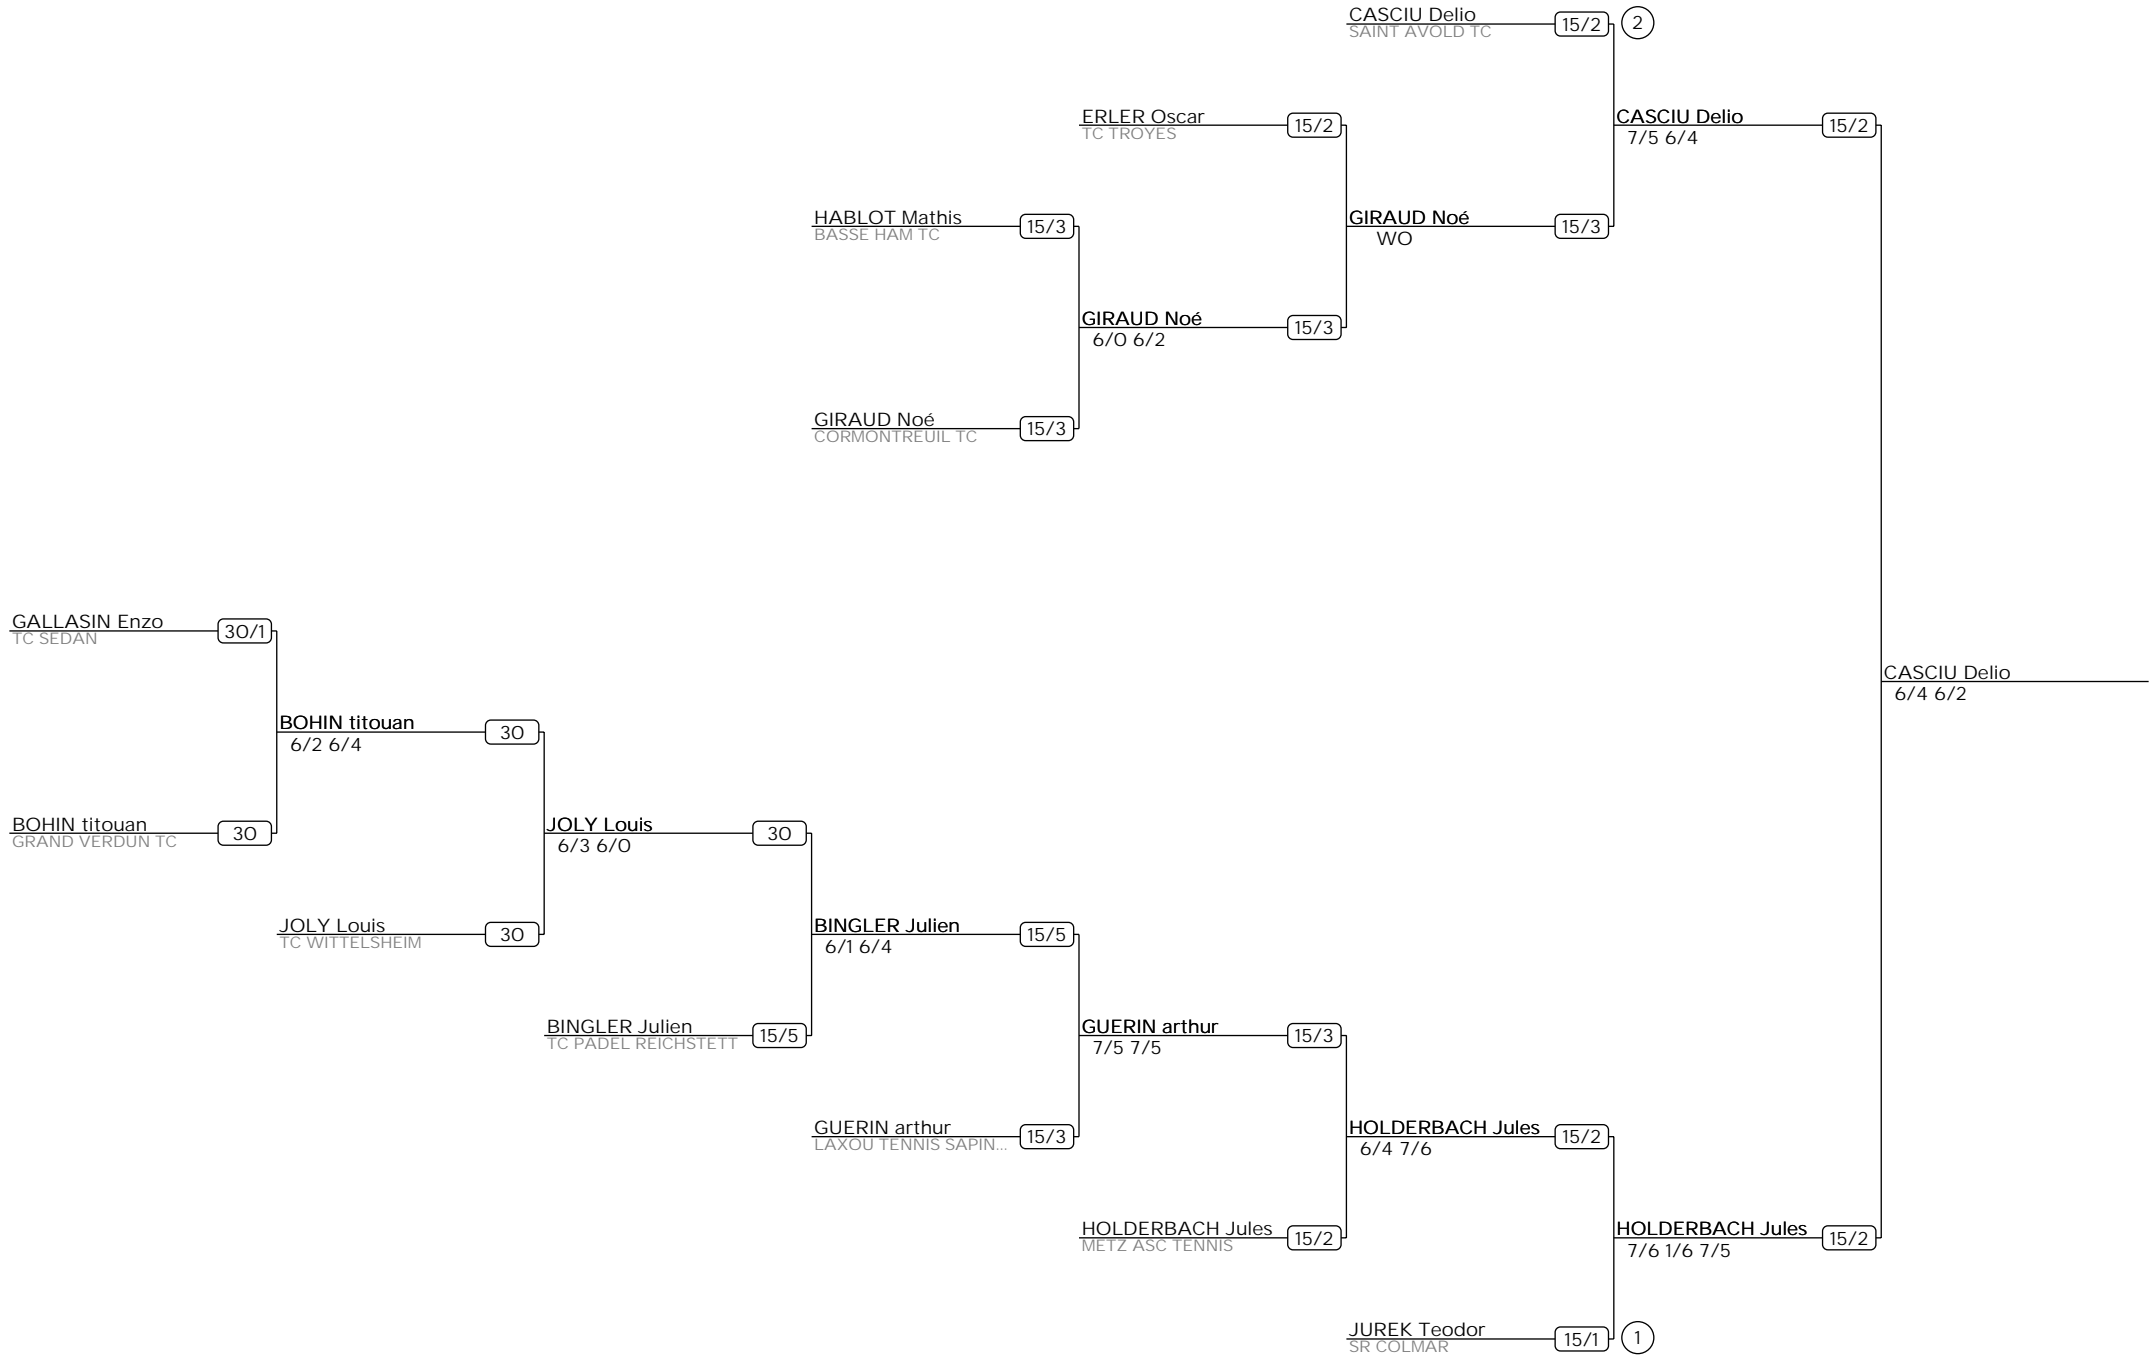 CASCIU Delio
SAINT AVOLD TC
15/2
2
ERLER Oscar
TC TROYES
15/2
CASCIU Delio
7/5 6/4
15/2
HABLOT Mathis
BASSE HAM TC
15/3
GIRAUD Noé
WO
15/3
GIRAUD Noé
6/0 6/2
15/3
GIRAUD Noé
CORMONTREUIL TC
15/3
GALLASIN Enzo
TC SEDAN
30/1
CASCIU Delio
6/4 6/2
BOHIN titouan
6/2 6/4
30
BOHIN titouan
GRAND VERDUN TC
30
JOLY Louis
6/3 6/0
30
JOLY Louis
TC WITTELSHEIM
30
BINGLER Julien
6/1 6/4
15/5
BINGLER Julien
TC PADEL REICHSTETT
15/5
GUERIN arthur
7/5 7/5
15/3
GUERIN arthur
LAXOU TENNIS SAPIN...
15/3
HOLDERBACH Jules
6/4 7/6
15/2
HOLDERBACH Jules
METZ ASC TENNIS
15/2
HOLDERBACH Jules
7/6 1/6 7/5
15/2
JUREK Teodor
SR COLMAR
15/1
1